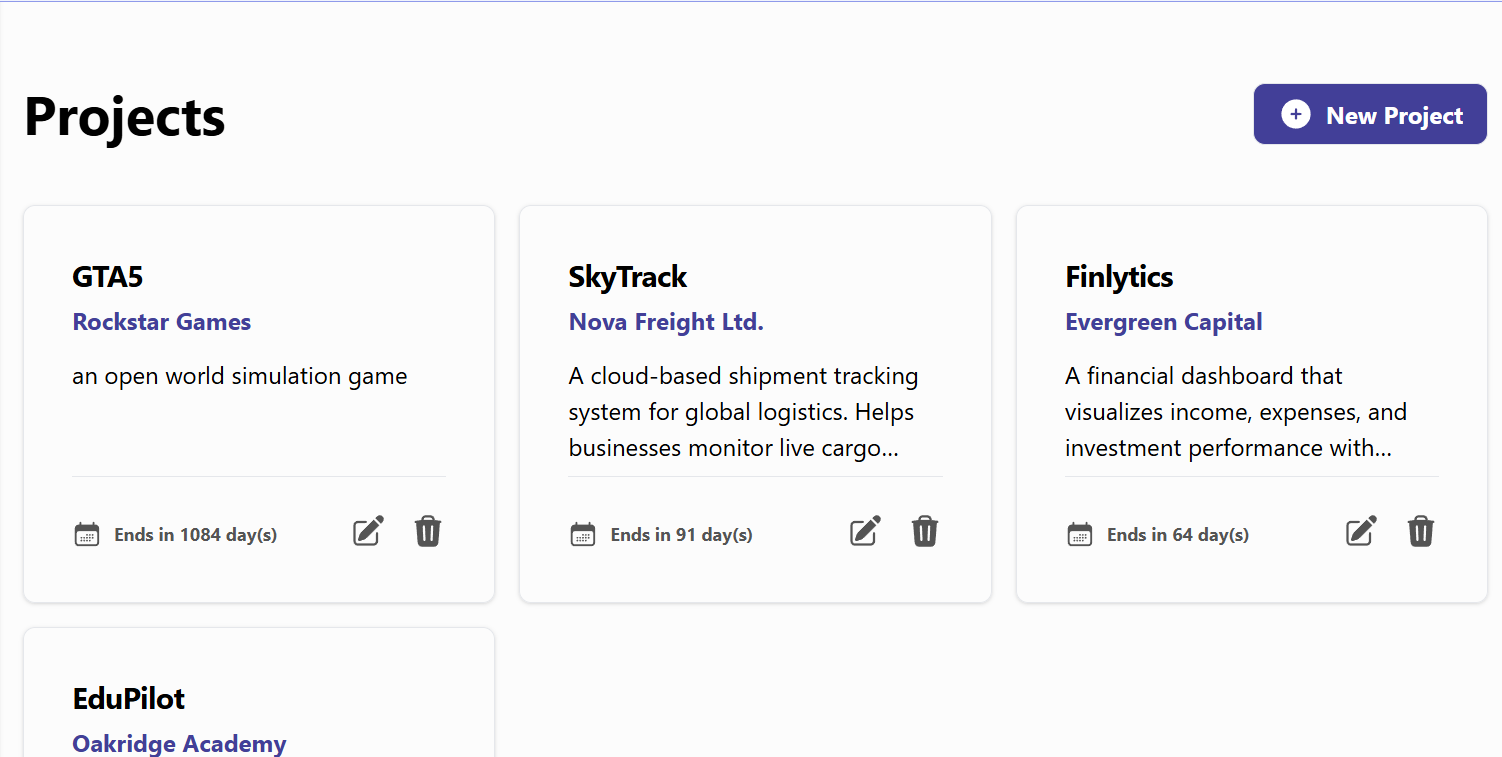 Projects
New Project
GTA5
Rockstar Games
an open world simulation game
Ends in 1084 day(s)
SkyTrack
Nova Freight Ltd.
A cloud-based shipment tracking
system for global logistics. Helps
businesses monitor live cargo...
Ends in 91 day(s)
Finlytics
Evergreen Capital
A financial dashboard that
visualizes income, expenses, and
investment performance with...
Ends in 64 day(s)
EduPilot
Oakridge Academy